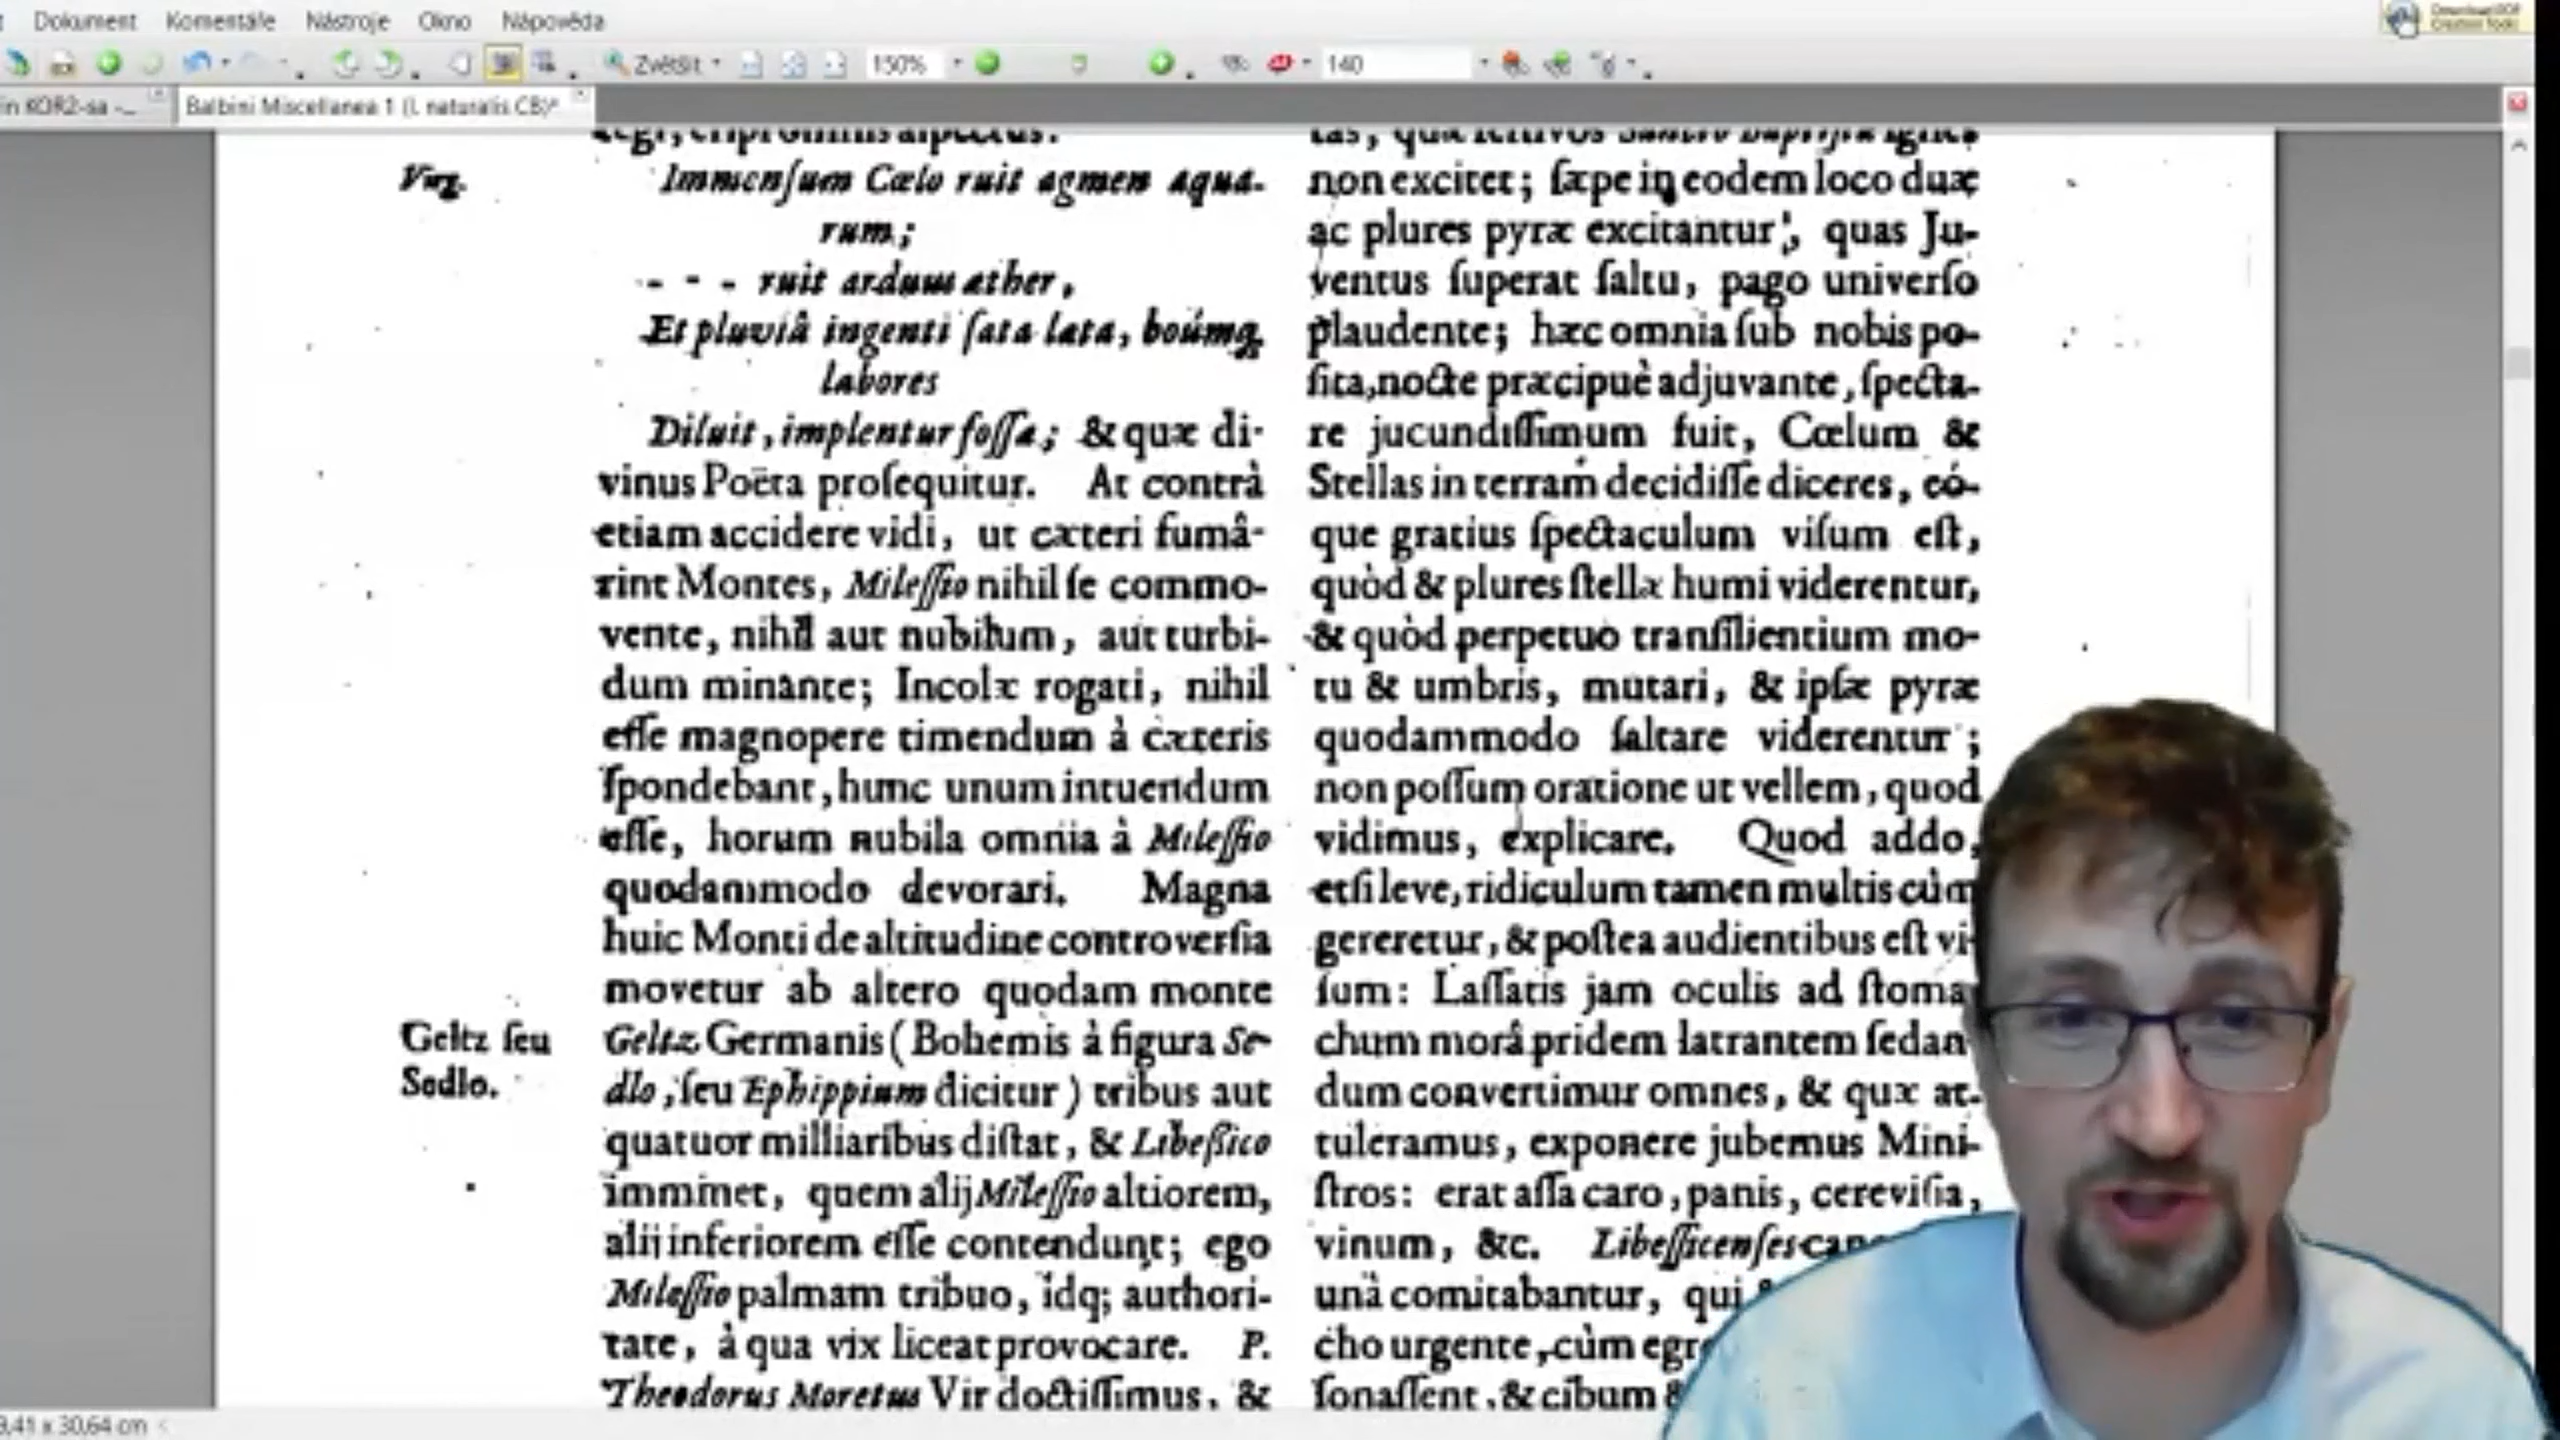 Dokument Komentáře Nástroje Okno Nápověda
Zvětšit 150% 140
in KOR2-sa -...
Balbini Miscellanea 1 (L naturalis CB)*
Virg.
Immenſum Cœlo ruit agmen aqua-
rum;
- - - ruit arduus æther,
Et pluviâ ingenti ſata læta, boúmq;
labores
Diluit, implentur foſſæ; & quæ di-
vinus Poëta proſequitur. At contrà
etiam accidere vidi, ut cæteri fumâ-
rint Montes, Mileſſio nihil ſe commo-
vente, nihil aut nubilum, aut turbi-
dum minante; Incolæ rogati, nihil
eſſe magnopere timendum à cæteris
ſpondebant, hunc unum intuendum
eſſe, horum nubila omnia à Mileſſio
quodammodo devorari. Magna
huic Monti de altitudine controverſia
movetur ab altero quodam monte
Geltz ſeu
Sedlo.
Geltz Germanis (Bohemis à figura Se-
dlo, ſeu Ephippium dicitur) tribus aut
quatuor milliaribus diſtat, & Libeßico
imminet, quem alij Mileſſio altiorem,
alij inferiorem eſſe contendunt; ego
Mileſſio palmam tribuo, idq; authori-
tate, à qua vix liceat provocare. P.
Theodorus Moretus Vir doctiſſimus, &
non excitet; ſæpe in eodem loco duæ
ac plures pyræ excitantur, quas Ju-
ventus ſuperat ſaltu, pago univerſo
plaudente; hæc omnia ſub nobis po-
ſita, nocte præcipuè adjuvante, ſpecta-
re jucundiſſimum fuit, Cœlum &
Stellas in terram decidiſſe diceres, eó-
que gratius ſpectaculum viſum eſt,
quòd & plures ſtellæ humi viderentur,
& quòd perpetuo tranſilientium mo-
tu & umbris, mutari, & ipſæ pyræ
quodammodo ſaltare viderentur;
non poſſum oratione ut vellem, quod
vidimus, explicare. Quod addo,
etſi leve, ridiculum tamen multis cùm
gereretur, & poſtea audientibus eſt vi-
ſum: Laſſatis jam oculis ad ſtoma
chum morâ pridem latrantem ſedan
dum convertimur omnes, & quæ at-
tuleramus, exponere jubemus Mini-
ſtros: erat aſſa caro, panis, cereviſia,
vinum, &c. Libeſſicenſes
unà comitabantur, qui
cho urgente, cùm
ſonaſſent, & cibum
30,64 cm